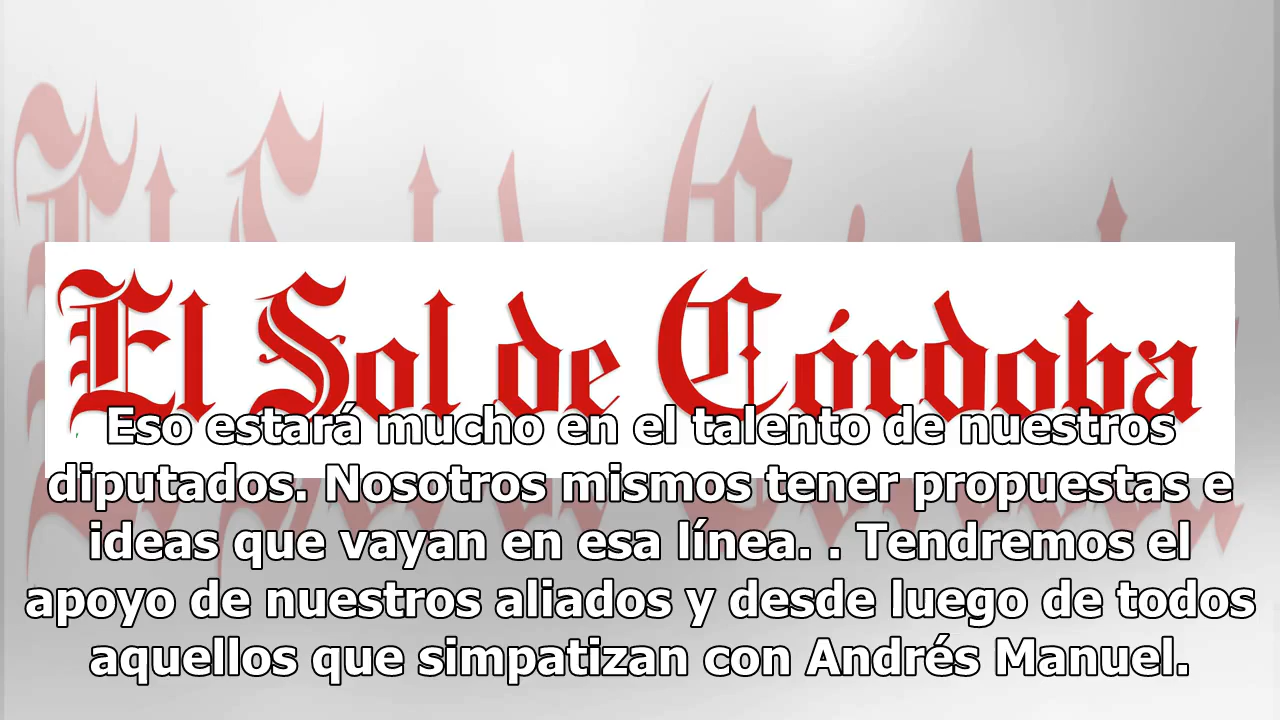 El Sol de Córdoba
Eso estará mucho en el talento de nuestros
diputados. Nosotros mismos tener propuestas e
ideas que vayan en esa línea. . Tendremos el
apoyo de nuestros aliados y desde luego de todos
aquellos que simpatizan con Andrés Manuel.